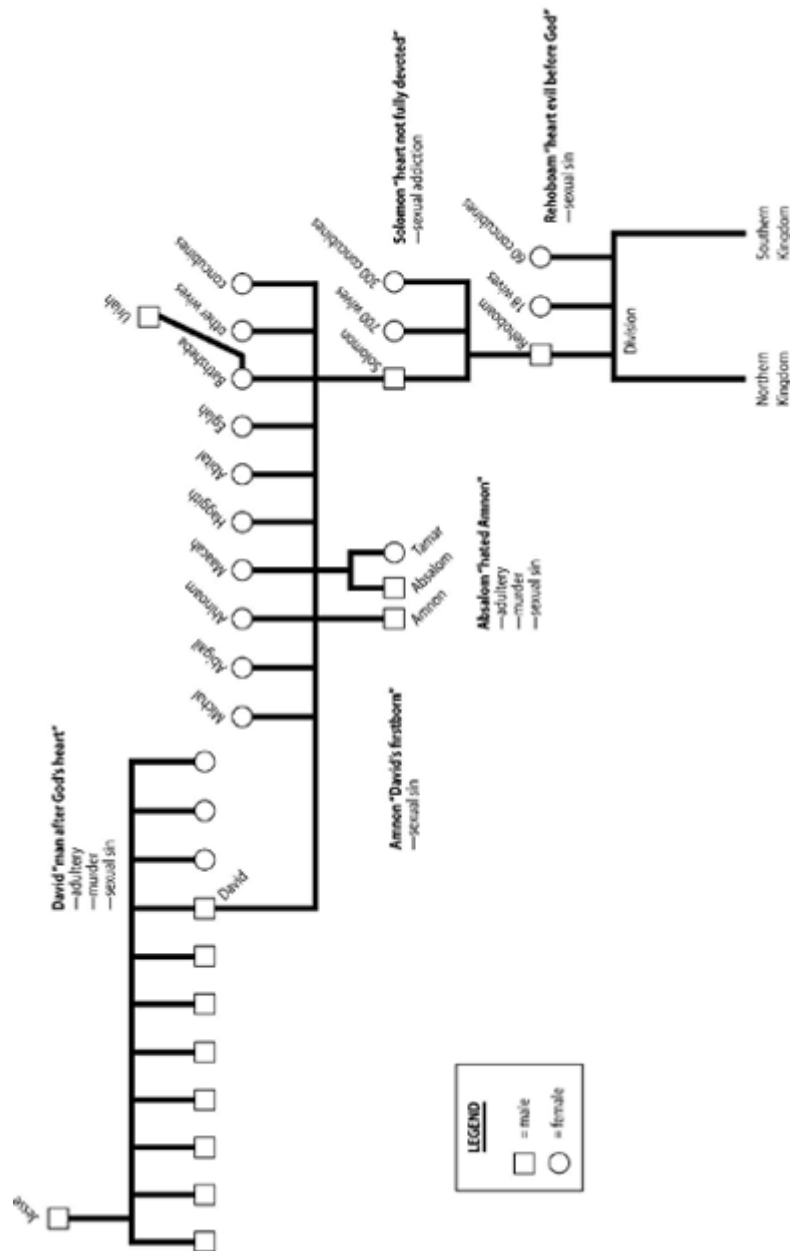 Jesse
David "man after God's heart"
—adultery
—murder
—sexual sin
David
Michal
Abigail
Ahinoam
Maacah
Haggith
Abital
Eglah
Bathsheba
Uriah
other wives
concubines
Amnon "David's firstborn"
—sexual sin
Amnon
Absalom
Tamar
Absalom "hated Amnon"
—adultery
—murder
—sexual sin
Solomon "heart not fully devoted"
—sexual addiction
Solomon
700 wives
300 concubines
Rehoboam "heart evil before God"
—sexual sin
Rehoboam
18 wives
60 concubines
Division
Northern
Kingdom
Southern
Kingdom
LEGEND
= male
= female